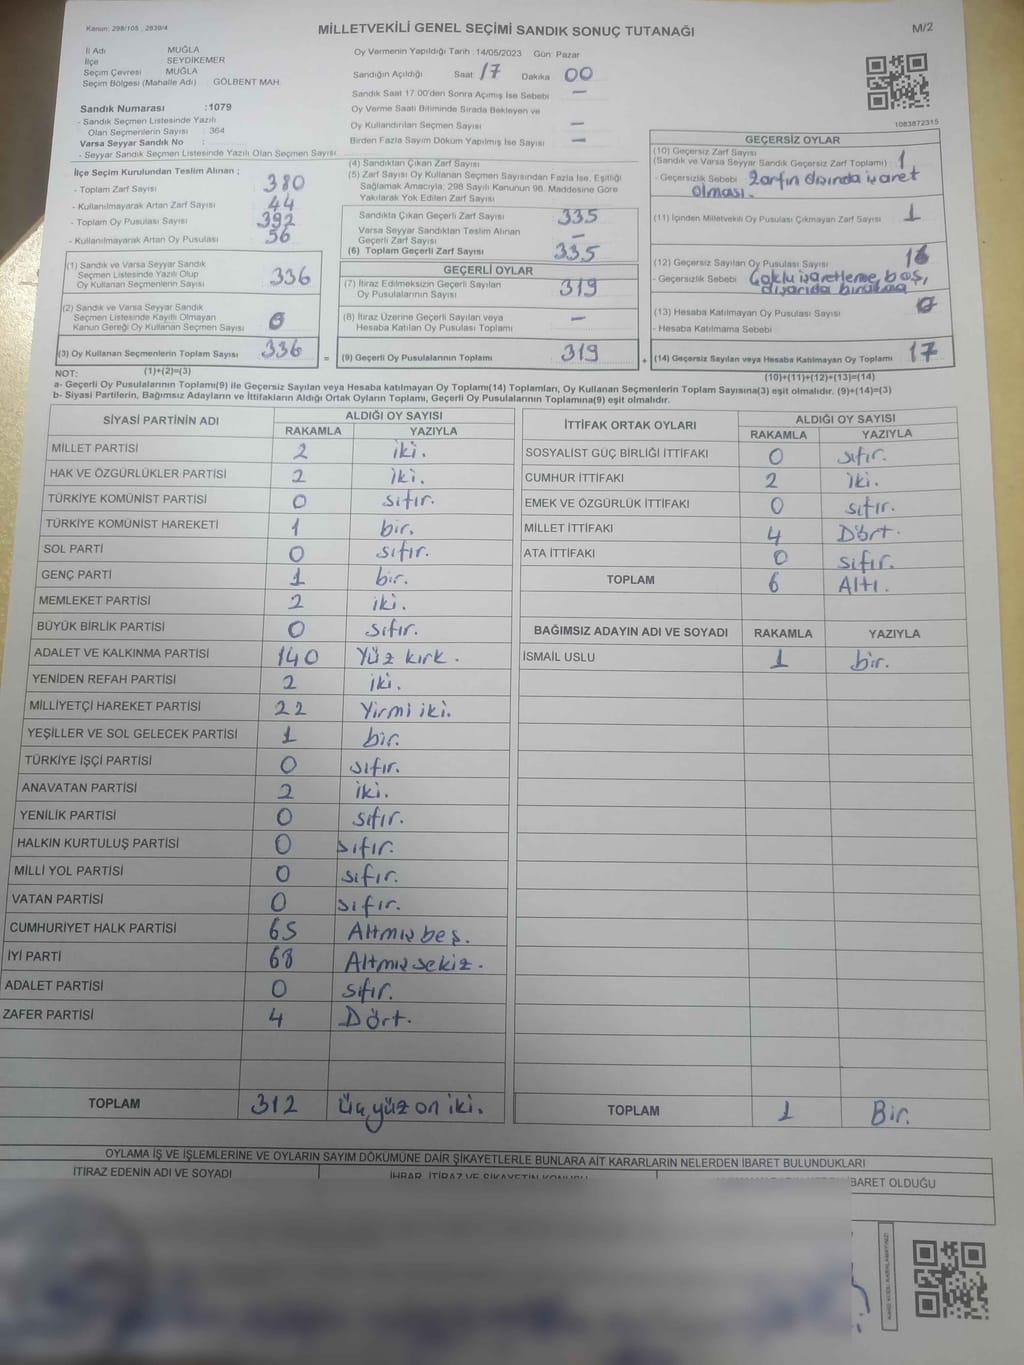 Kanun: 298/105 , 2839/4
MİLLETVEKİLİ GENEL SEÇİMİ SANDIK SONUÇ TUTANAĞI
M/2
İl Adı MUĞLA
İlçe SEYDİKEMER
Seçim Çevresi MUĞLA
Seçim Bölgesi (Mahalle Adı) GÖLBENT MAH.
Sandık Numarası :1079
- Sandık Seçmen Listesinde Yazılı
Olan Seçmenlerin Sayısı : 364
Varsa Seyyar Sandık No :
- Seyyar Sandık Seçmen Listesinde Yazılı Olan Seçmen Sayısı
Oy Vermenin Yapıldığı Tarih : 14/05/2023 Gün: Pazar
Sandığın Açıldığı Saat 17 Dakika 00
Sandık Saat 17:00'den Sonra Açımış İse Sebebi —
Oy Verme Saati Bitiminde Sırada Bekleyen ve
Oy Kullandırılan Seçmen Sayısı —
Birden Fazla Sayım Döküm Yapılmış İse Sayısı —
1083872315
İlçe Seçim Kurulundan Teslim Alınan ;
- Toplam Zarf Sayısı 380
- Kullanılmayarak Artan Zarf Sayısı 44
- Toplam Oy Pusulası Sayısı 392
- Kullanılmayarak Artan Oy Pusulası 56
(1) Sandık ve Varsa Seyyar Sandık
Seçmen Listesinde Yazılı Olup
Oy Kullanan Seçmenlerin Sayısı 336
(2) Sandık ve Varsa Seyyar Sandık
Seçmen Listesinde Kayıtlı Olmayan
Kanun Gereği Oy Kullanan Seçmen Sayısı 0
(3) Oy Kullanan Seçmenlerin Toplam Sayısı 336 =
(4) Sandıktan Çıkan Zarf Sayısı
(5) Zarf Sayısı Oy Kullanan Seçmen Sayısından Fazla İse, Eşitliği
Sağlamak Amacıyla; 298 Sayılı Kanunun 98. Maddesine Göre
Yakılarak Yok Edilen Zarf Sayısı
Sandıkta Çıkan Geçerli Zarf Sayısı 335
Varsa Seyyar Sandıktan Teslim Alınan
Geçerli Zarf Sayısı —
(6) Toplam Geçerli Zarf Sayısı 335
GEÇERLİ OYLAR
(7) İtiraz Edilmeksizin Geçerli Sayılan
Oy Pusulalarının Sayısı 319
(8) İtiraz Üzerine Geçerli Sayılan veya
Hesaba Katılan Oy Pusulası Toplamı —
(9) Geçerli Oy Pusulalarının Toplamı 319 +
GEÇERSİZ OYLAR
(10) Geçersiz Zarf Sayısı
(Sandık ve Varsa Seyyar Sandık Geçersiz Zarf Toplamı) 1
- Geçersizlik Sebebi : Zarfın dışında işaret
olması.
(11) İçinden Milletvekili Oy Pusulası Çıkmayan Zarf Sayısı 1
(12) Geçersiz Sayılan Oy Pusulası Sayısı
- Geçersizlik Sebebi Çoklu işaretleme, boş,
dışarıda bırakma
(13) Hesaba Katılmayan Oy Pusulası Sayısı
- Hesaba Katılmama Sebebi
(14) Geçersiz Sayılan veya Hesaba Katılmayan Oy Toplamı 17
NOT: (1)+(2)=(3) (10)+(11)+(12)+(13)=(14)
a- Geçerli Oy Pusulalarının Toplamı(9) ile Geçersiz Sayılan veya Hesaba katılmayan Oy Toplamı(14) Toplamları, Oy Kullanan Seçmenlerin Toplam Sayısına(3) eşit olmalıdır. (9)+(14)=(3)
b- Siyasi Partilerin, Bağımsız Adayların ve İttifakların Aldığı Ortak Oyların Toplamı, Geçerli Oy Pusulalarının Toplamına(9) eşit olmalıdır.
SİYASİ PARTİNİN ADI ALDIĞI OY SAYISI
RAKAMLA YAZIYLA
MİLLET PARTİSİ 2 iki.
HAK VE ÖZGÜRLÜKLER PARTİSİ 2 iki.
TÜRKİYE KOMÜNİST PARTİSİ 0 sıfır.
TÜRKİYE KOMÜNİST HAREKETİ 1 bir.
SOL PARTİ 0 sıfır.
GENÇ PARTİ 1 bir.
MEMLEKET PARTİSİ 2 iki.
BÜYÜK BİRLİK PARTİSİ 0 sıfır.
ADALET VE KALKINMA PARTİSİ 140 Yüz kırk.
YENİDEN REFAH PARTİSİ 2 iki.
MİLLİYETÇİ HAREKET PARTİSİ 22 Yirmi iki.
YEŞİLLER VE SOL GELECEK PARTİSİ 1 bir.
TÜRKİYE İŞÇİ PARTİSİ 0 sıfır.
ANAVATAN PARTİSİ 2 iki.
YENİLİK PARTİSİ 0 sıfır.
HALKIN KURTULUŞ PARTİSİ 0 sıfır.
MİLLİ YOL PARTİSİ 0 sıfır.
VATAN PARTİSİ 0 sıfır.
CUMHURİYET HALK PARTİSİ 65 Altmış beş.
İYİ PARTİ 68 Altmış sekiz.
ADALET PARTİSİ 0 sıfır.
ZAFER PARTİSİ 4 Dört.
TOPLAM 312 Üç yüz on iki.
İTTİFAK ORTAK OYLARI ALDIĞI OY SAYISI
RAKAMLA YAZIYLA
SOSYALİST GÜÇ BİRLİĞİ İTTİFAKI 0 sıfır.
CUMHUR İTTİFAKI 2 iki.
EMEK VE ÖZGÜRLÜK İTTİFAKI 0 sıfır.
MİLLET İTTİFAKI 4 Dört.
ATA İTTİFAKI 0 sıfır.
TOPLAM 6 Altı.
BAĞIMSIZ ADAYIN ADI VE SOYADI RAKAMLA YAZIYLA
İSMAİL USLU 1 bir.
TOPLAM 1 Bir.
OYLAMA İŞ VE İŞLEMLERİNE VE OYLARIN SAYIM DÖKÜMÜNE DAİR ŞİKAYETLERLE BUNLARA AİT KARARLARIN NELERDEN İBARET BULUNDUKLARI
İTİRAZ EDENİN ADI VE SOYADI
İHBAR, İTİRAZ VE ŞİKAYETİN KONUSU
İBARET OLDUĞU